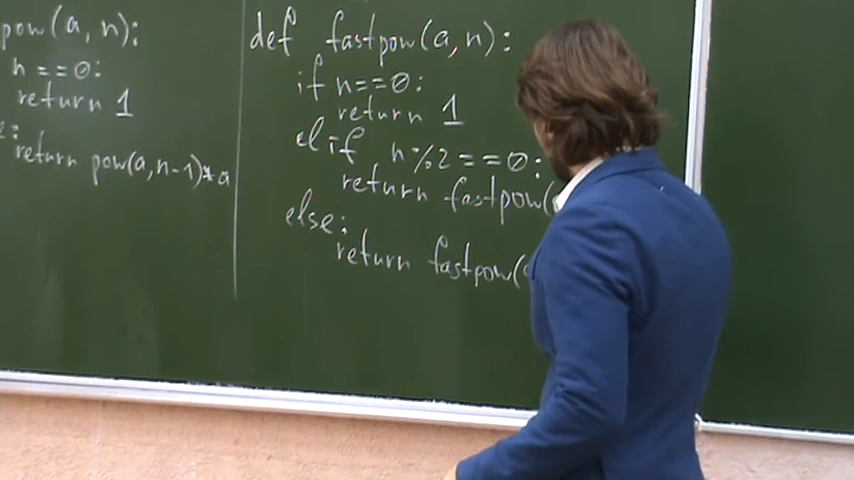 pow(a, n):
n == 0:
return 1
e:
return pow(a, n-1)*a
def fastpow(a, n):
if n == 0:
return 1
elif n%2 == 0:
return fastpow(
else:
return fastpow(